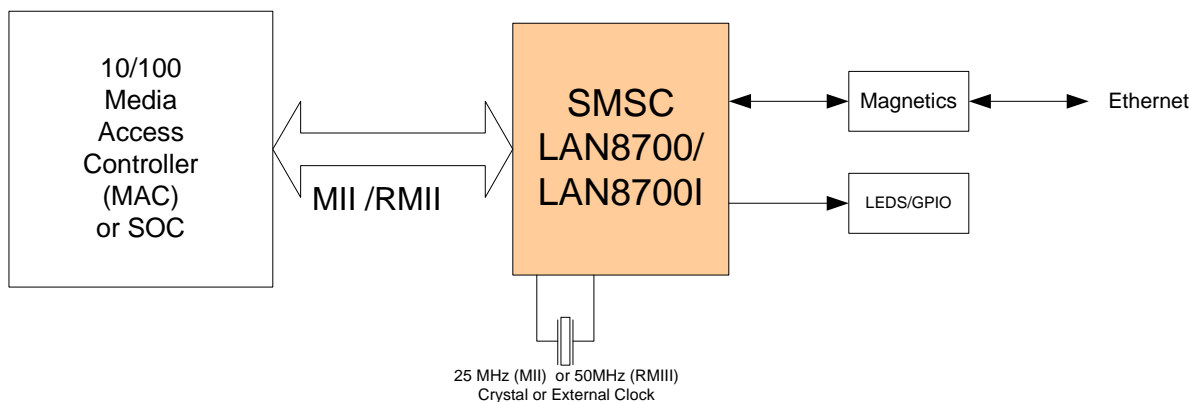 10/100
Media
Access
Controller
(MAC)
or SOC
MII /RMII
SMSC
LAN8700/
LAN8700I
Magnetics
Ethernet
LEDS/GPIO
25 MHz (MII) or 50MHz (RMIII)
Crystal or External Clock